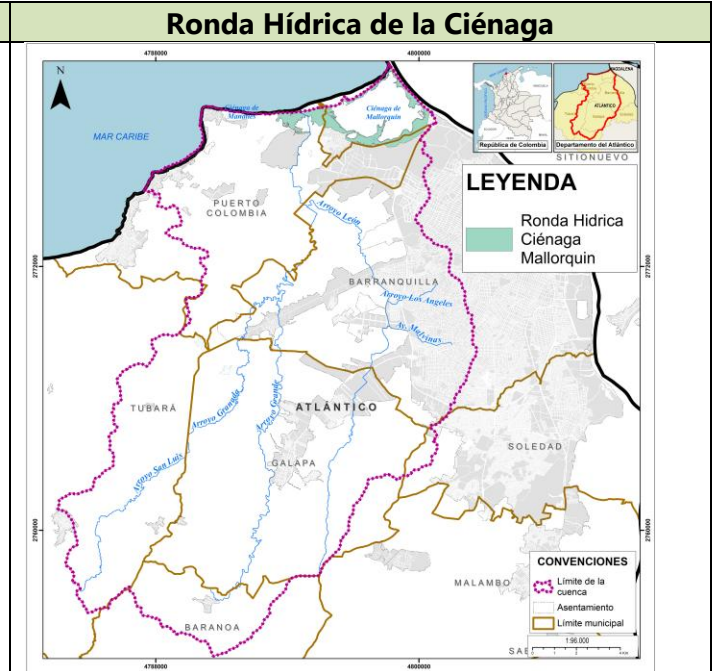 Ronda Hídrica de la Ciénaga
4788000
4800000
N
MAR CARIBE
Ciénaga de
Manatíes
Ciénaga de
Mallorquin
República de Colombia
MAGDALENA
ATLÁNTICO
Departamento del Atlántico
SITIONUEVO
LEYENDA
Ronda Hidrica
Ciénaga
Mallorquin
PUERTO
COLOMBIA
Arroyo León
2772000
2772000
BARRANQUILLA
Arroyo Los Angeles
Av. Malvinas
TUBARÁ
Arroyo Granada
Arroyo Grande
ATLÁNTICO
SOLEDAD
GALAPA
Arroyo San Luis
2760000
2760000
CONVENCIONES
Límite de la
cuenca
Asentamiento
Límite municipal
MALAMBO
BARANOA
1:96.000
4788000
4800000